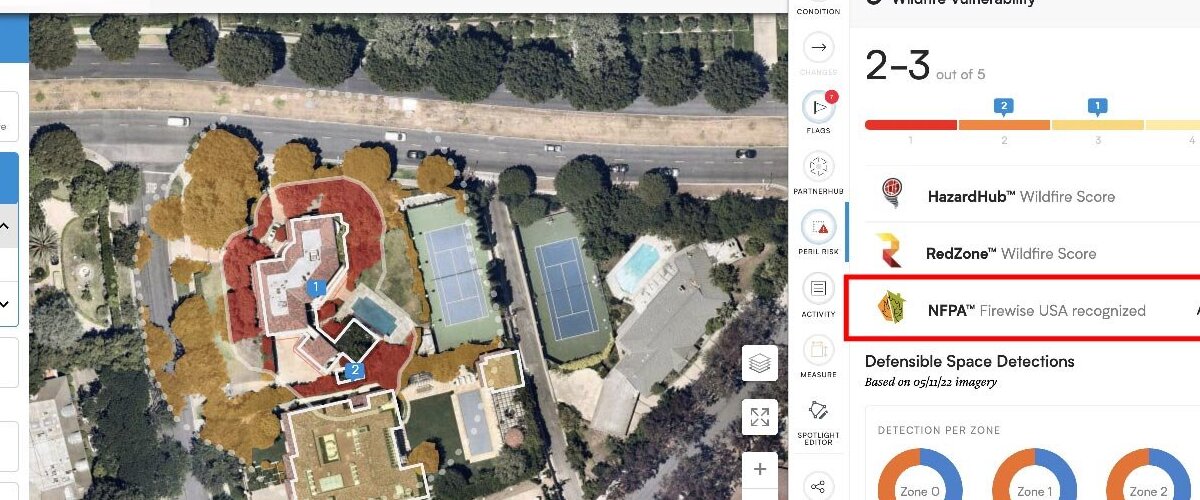 CONDITION
CHANGES
7
FLAGS
PARTNERHUB
PERIL RISK
ACTIVITY
MEASURE
SPOTLIGHT
EDITOR
1
2
Wildfire Vulnerability
2–3 out of 5
2 1
1 2 3 4
HazardHub™ Wildfire Score
RedZone™ Wildfire Score
NFPA™ Firewise USA recognized
Defensible Space Detections
Based on 05/11/22 imagery
DETECTION PER ZONE
Zone 0 Zone 1 Zone 2